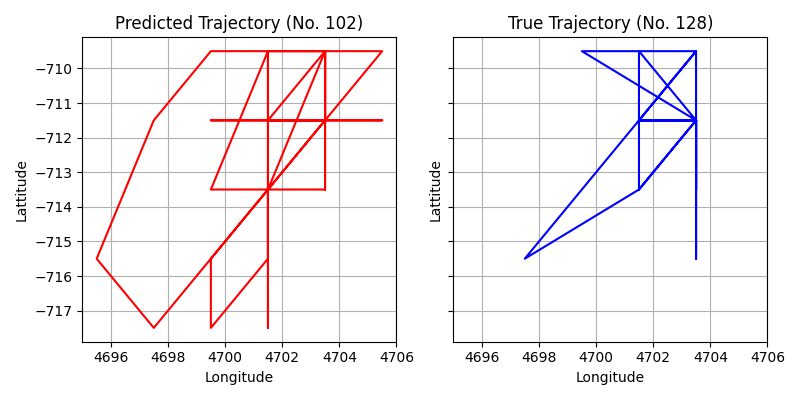 Predicted Trajectory (No. 102)
True Trajectory (No. 128)
Lattitude
−710
−711
−712
−713
−714
−715
−716
−717
4696 4698 4700 4702 4704 4706
Longitude
Lattitude
4696 4698 4700 4702 4704 4706
Longitude